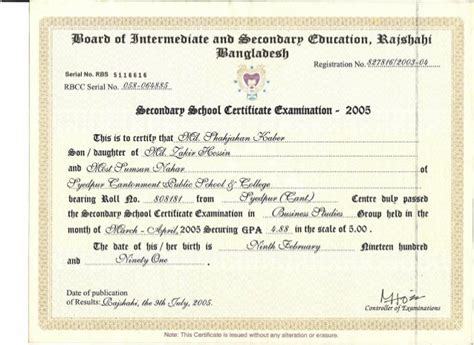 Board of Intermediate and Secondary Education, Rajshahi
Bangladesh
Registration No. 827816/2003-04
Serial No. RBS 5116616
RBCC Serial No. 058-064885
Secondary School Certificate Examination - 2005
This is to certify that Md. Shahjahan Kaber
Son / daughter of Md. Zakir Hossin
and Most Sumsun Nahar of
Syedpur Cantonment Public School & College
bearing Roll No. 808181 from Syedpur (Cant.) Centre duly passed
the Secondary School Certificate Examination in Business Studies Group held in the
month of March - April, 2005 Securing GPA 4.88 in the scale of 5.00 .
The date of his / her birth is Ninth February Nineteen hundred
and Ninety One .
Date of publication
of Results: Rajshahi, the 9th July, 2005.
Controller of Examinations
Note: This Certificate is issued without any alteration or erasure.